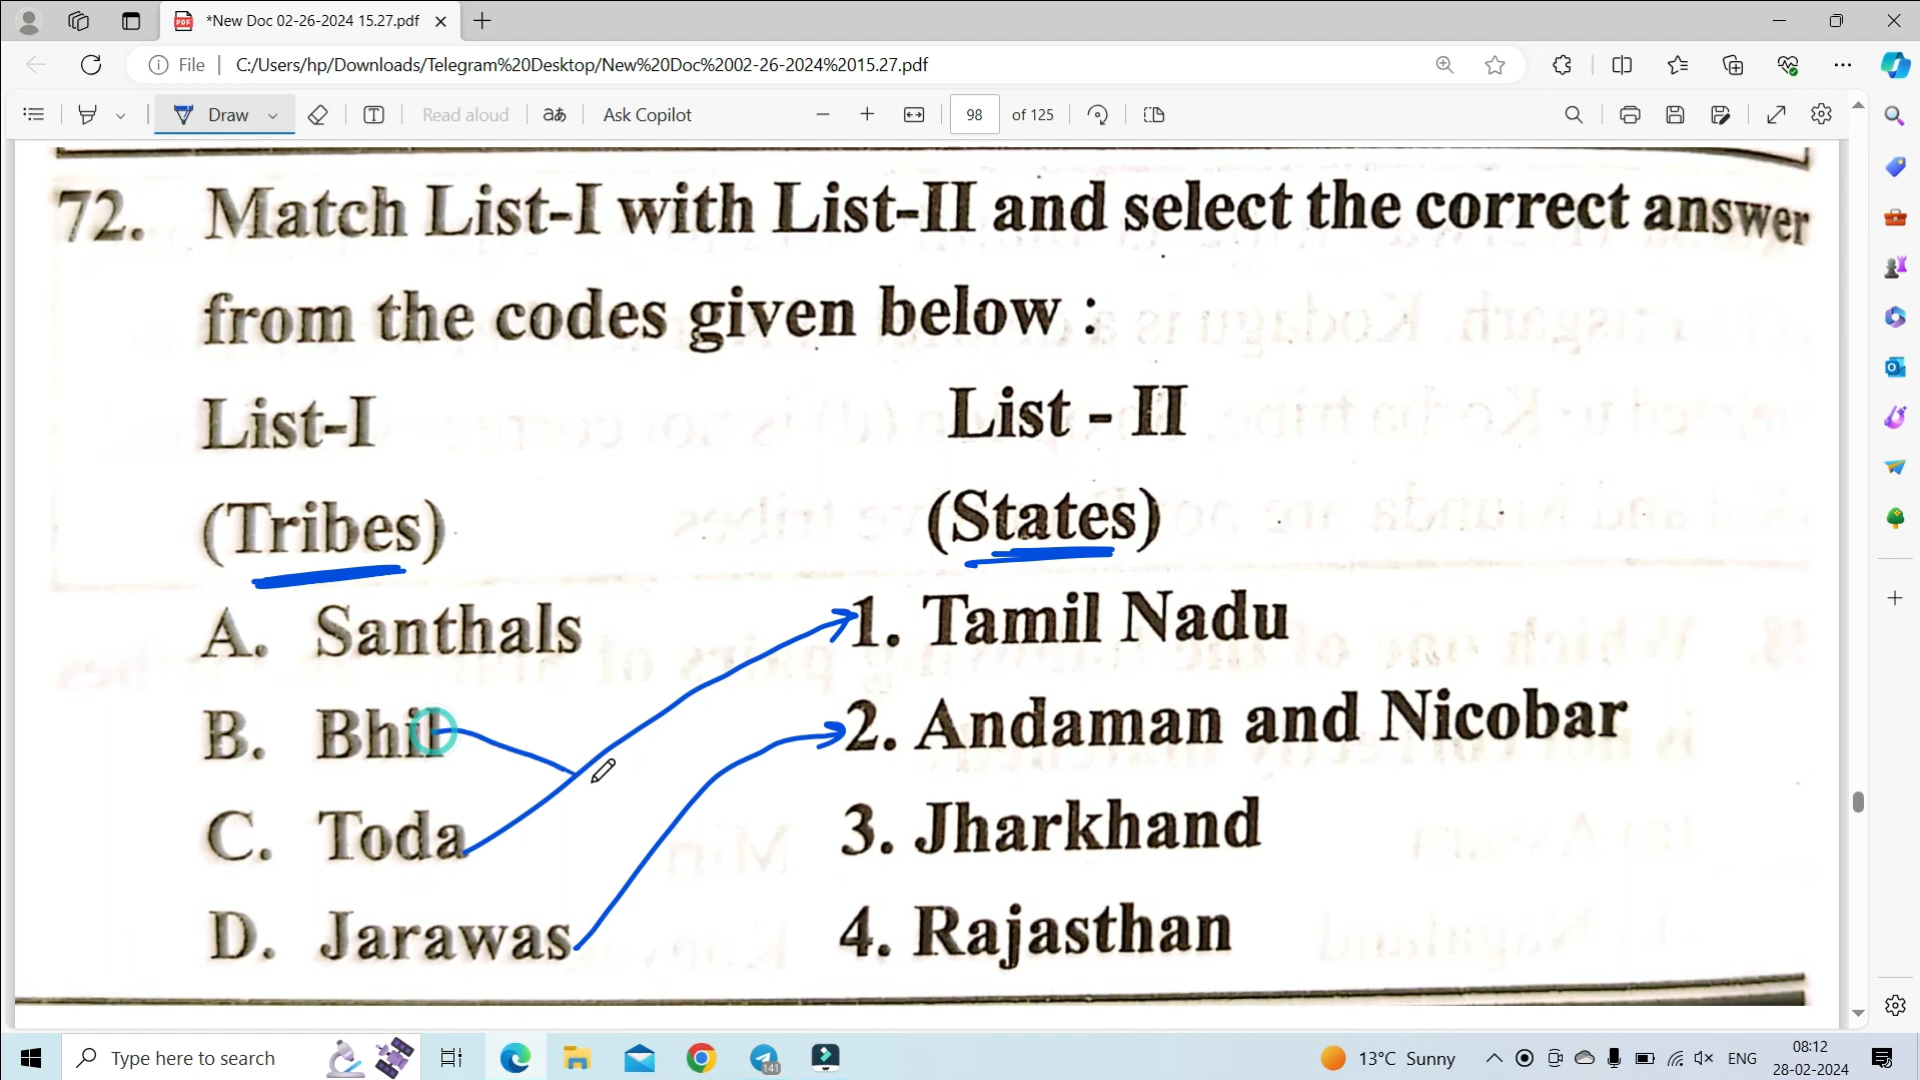 *New Doc 02-26-2024 15.27.pdf
File | C:/Users/hp/Downloads/Telegram%20Desktop/New%20Doc%2002-26-2024%2015.27.pdf
Draw
Read aloud
aあ
Ask Copilot
98 of 125
72. Match List-I with List-II and select the correct answer
from the codes given below :
List-I List - II
(Tribes) (States)
A. Santhals 1. Tamil Nadu
B. Bhil 2. Andaman and Nicobar
C. Toda 3. Jharkhand
D. Jarawas 4. Rajasthan
Type here to search
141
13°C Sunny
ENG
08:12
28-02-2024